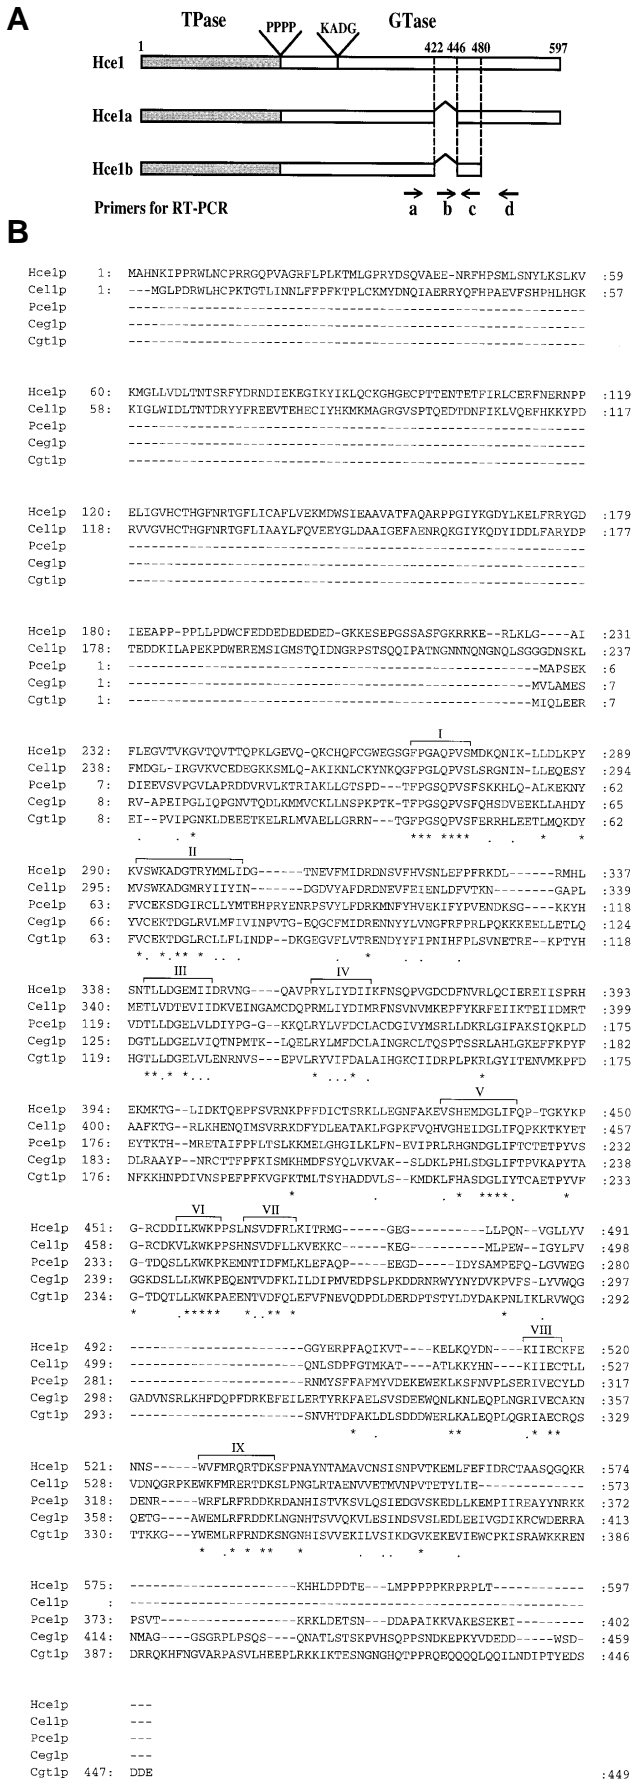 A
TPase PPPP KADG GTase
1 422 446 480 597
Hce1
Hce1a
Hce1b
Primers for RT-PCR a b c d
B
Hce1p 1: MAHNKIPPRWLNCPRRGQPVAGRFLPLKTMLGPRYDSQVAEE-NRFHPSMLSNYLKSLKV :59
Cel1p 1: ---MGLPDRWLHCPKTGTLINNLFFPFKTPLCKMYDNQIAERRYQFHPAEVFSHPHLHGK :57
Pce1p ------------------------------------------------------------
Ceg1p ------------------------------------------------------------
Cgt1p ------------------------------------------------------------
Hce1p 60: KMGLLVDLTNTSRFYDRNDIEKEGIKYIKLQCKGHGECPTTENTETFIRLCERFNERNPP :119
Cel1p 58: KIGLWIDLTNTDRYYFREEVTEHECIYHKMKMAGRGVSPTQEDTDNFIKLVQEFHKKYPD :117
Pce1p ------------------------------------------------------------
Ceg1p ------------------------------------------------------------
Cgt1p ------------------------------------------------------------
Hce1p 120: ELIGVHCTHGFNRTGFLICAFLVEKMDWSIEAAVATFAQARPPGIYKGDYLKELFRRYGD :179
Cel1p 118: RVVGVHCTHGFNRTGFLIAAYLFQVEEYGLDAAIGEFAENRQKGIYKQDYIDDLFARYDP :177
Pce1p ------------------------------------------------------------
Ceg1p ------------------------------------------------------------
Cgt1p ------------------------------------------------------------
Hce1p 180: IEEAPP-PPLLPDWCFEDDEDEDEDED-GKKESEPGSSASFGKRRKE--RLKLG----AI :231
Cel1p 178: TEDDKILAPEKPDWEREMSIGMSTQIDNGRPSTSQQIPATNGNNNQNGNQLSGGGDNSKL :237
Pce1p 1: ------------------------------------------------------MAPSEK :6
Ceg1p 1: -----------------------------------------------------MVLAMES :7
Cgt1p 1: -----------------------------------------------------MIQLEER :7
I
Hce1p 232: FLEGVTVKGVTQVTTQPKLGEVQ-QKCHQFCGWEGSGFPGAQPVSMDKQNIK-LLDLKPY :289
Cel1p 238: FMDGL-IRGVKVCEDEGKKSMLQ-AKIKNLCKYNKQGFPGLQPVSLSRGNINL-LEQESY :294
Pce1p 7: DIEEVSVPGVLAPRDDVRVLKTRIAKLLGTSPD---TFPGSQPVSFSKKHLQ-ALKEKNY :62
Ceg1p 8: RV-APEIPGLIQPGNVTQDLKMMVCKLLNSPKPTK-TFPGSQPVSFQHSDVEEKLLAHDY :65
Cgt1p 8: EI--PVIPGNKLDEEETKELRLMVAELLGRRN---TGFPGSQPVSFERRHLEETLMQKDY :62
. . * *** **** . . * *
II
Hce1p 290: KVSWKADGTRYMMLIDG------TNEVFMIDRDNSVFHVSNLEFPFRKDL----RMHL :337
Cel1p 295: MVSWKADGMRYIIYIN------DGDVYAFDRDNEVFEIENLDFVTKN------GAPL :339
Pce1p 63: FVCEKSDGIRCLLYMTEHPRYENRPSVYLFDRKMNFYHVEKIFYPVENDKSG----KKYH :118
Ceg1p 66: YVCEKTDGLRVLMFIVINPVTG-EQGCFMIDRENNYYLVNGFRFPRLPQKKKEELLETLQ :124
Cgt1p 63: FVCEKTDGLRCLLFLINDP--DKGEGVFLVTRENDYYFIPNIHFPLSVNETRE--KPTYH :118
*. *.** *. . . . * . . .
III IV
Hce1p 338: SNTLLDGEMIIDRVNG----QAVPRYLIYDIIKFNSQPVGDCDFNVRLQCIEREIISPRH :393
Cel1p 340: METLVDTEVIIDKVEINGAMCDQPRMLIYDIMRFNSVNVMKEPFYKRFEIIKTEIIDMRT :399
Pce1p 119: VDTLLDGELVLDIYPG-G--KKQLRYLVFDCLACDGIVYMSRLLDKRLGIFAKSIQKPLD :175
Ceg1p 125: DGTLLDGELVIQTNPMTK--LQELRYLMFDCLAINGRCLTQSPTSSRLAHLGKEFFKPYF :182
Cgt1p 119: HGTLLDGELVLENRNVS---EPVLRYVIFDALAIHGKCIIDRPLPKRLGYITENVMKPFD :175
**.* *... * ..* . *
V
Hce1p 394: EKMKTG--LIDKTQEPFSVRNKPFFDICTSRKLLEGNFAKEVSHEMDGLIFQP-TGKYKP :450
Cel1p 400: AAFKTG--RLKHENQIMSVRRKDFYDLEATAKLFGPKFVQHVGHEIDGLIFQPKKTKYET :457
Pce1p 176: EYTKTH--MRETAIFPFLTSLKKMELGHGILKLFN-EVIPRLRHGNDGLIFTCTETPYVS :232
Ceg1p 183: DLRAAYP-NRCTTFPFKISMKHMDFSYQLVKVAK--SLDKLPHLSDGLIFTPVKAPYTA :238
Cgt1p 176: NFKKHNPDIVNSPEFPFKVGFKTMLTSYHADDVLS-KMDKLFHASDGLIYTCAETPYVF :233
* . . * **** . *
VI VII
Hce1p 451: G-RCDDILKWKPPSLNSVDFRLKITRMG-----GEG------LLPQN--VGLLYV :491
Cel1p 458: G-RCDKVLKWKPPSHNSVDFLLKVEKKC-----KEG------MLPEW--IGYLFV :498
Pce1p 233: G-TDQSLLKWKPKEMNTIDFMLKLEFAQP----EEGD----IDYSAMPEFQ-LGVWEG :280
Ceg1p 239: GGKDSLLLKWKPEQENTVDFKLILDIPMVEDPSLPKDDRNRWYYNYDVKPVFS-LYVWQG :297
Cgt1p 234: G-TDQTLLKWKPAEENTVDFQLEFVFNEVQDPDLDERDPTSTYLDYDAKPNLIKLRVWQG :292
* .***** *..** * * .
VIII
Hce1p 492: -----------------------GGYERPFAQIKVT----KELKQYDN----KIIECKFE :520
Cel1p 499: -----------------------QNLSDPFGTMKAT----ATLKKYHN----KIIECTLL :527
Pce1p 281: -----------------------RNMYSFFAFMYVDEKEWEKLKSFNVPLSERIVECYLD :317
Ceg1p 298: GADVNSRLKHFDQPFDRKEFEILERTYRKFAELSVSDEEWQNLKNLEQPLNGRIVECAKN :357
Cgt1p 293: -----------------------SNVHTDFAKLDLSDDDWERLKALEQPLQGRIAECRQS :329
* . ** .* **
IX
Hce1p 521: NNS------WVFMRQRTDKSFPNAYNTAMAVCNSISNPVTKEMLFEFIDRCTAASQGQKR :574
Cel1p 528: VDNQGRPKEWKFMRERTDKSLPNGLRTAENVVETMVNPVTETYLIE-------------- :573
Pce1p 318: DENR-----WRFLRFRDDKRDANHISTVKSVLQSIEDGVSKEDLLKEMPIIREAYYNRKK :372
Ceg1p 358: QETG-----AWEMLRFRDDKLNGNHTSVVQKVLVSINDSVSLEDLEEIVGDIKRCWDERRA :413
Cgt1p 330: TTKKG----YWEMLRFRNDKSNGNHISVVEKILVSIKDGVKEKEVIEWCPKISRAWKKREN :386
* .* ** * . .. * .
Hce1p 575: ---------------------KHHLDPDTE---LMPPPPPKRPRPLT------------- :597
Cel1p :
Pce1p 373: PSVT-----------------KRKLDETSN---DDAPAIKKVAKESEKEI---------- :402
Ceg1p 414: NMAG----GSGRPLPSQS---QNATLSTSKPVHSQPPSNDKEPKYVDEDD-----WSD- :459
Cgt1p 387: DRRQKHFNGVARPASVLHEEPLRKKIKTESNGNGHQTPPRQEQQQQLQQILNDIPTYEDS :446
Hce1p ---
Cel1p ---
Pce1p ---
Ceg1p ---
Cgt1p 447: DDE :449